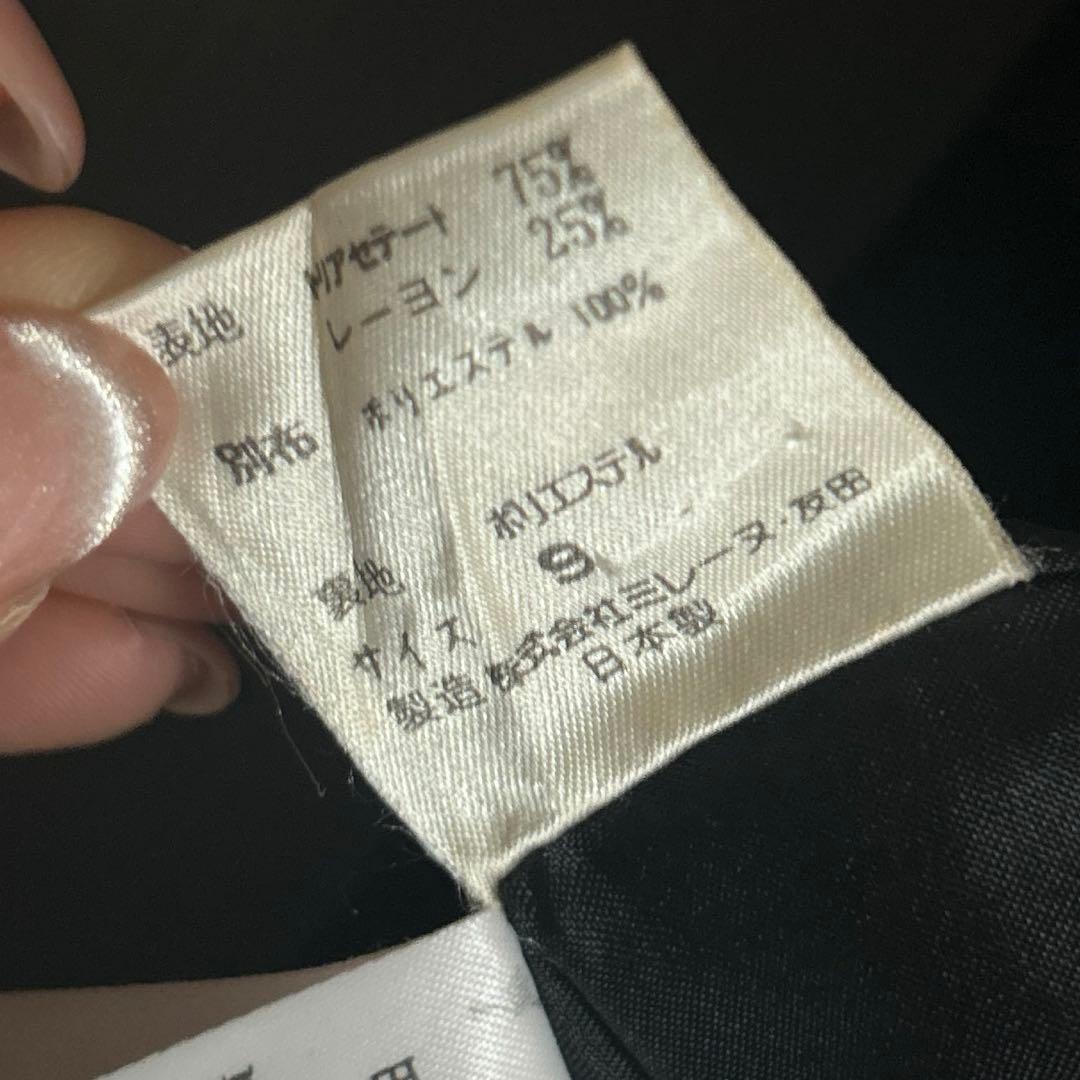 表地 トリアセテート 75%
レーヨン 25%
別布 ポリエステル 100%
裏地 ポリエステル
サイズ 9
製造 株式会社ミレーヌ・友田
日本製